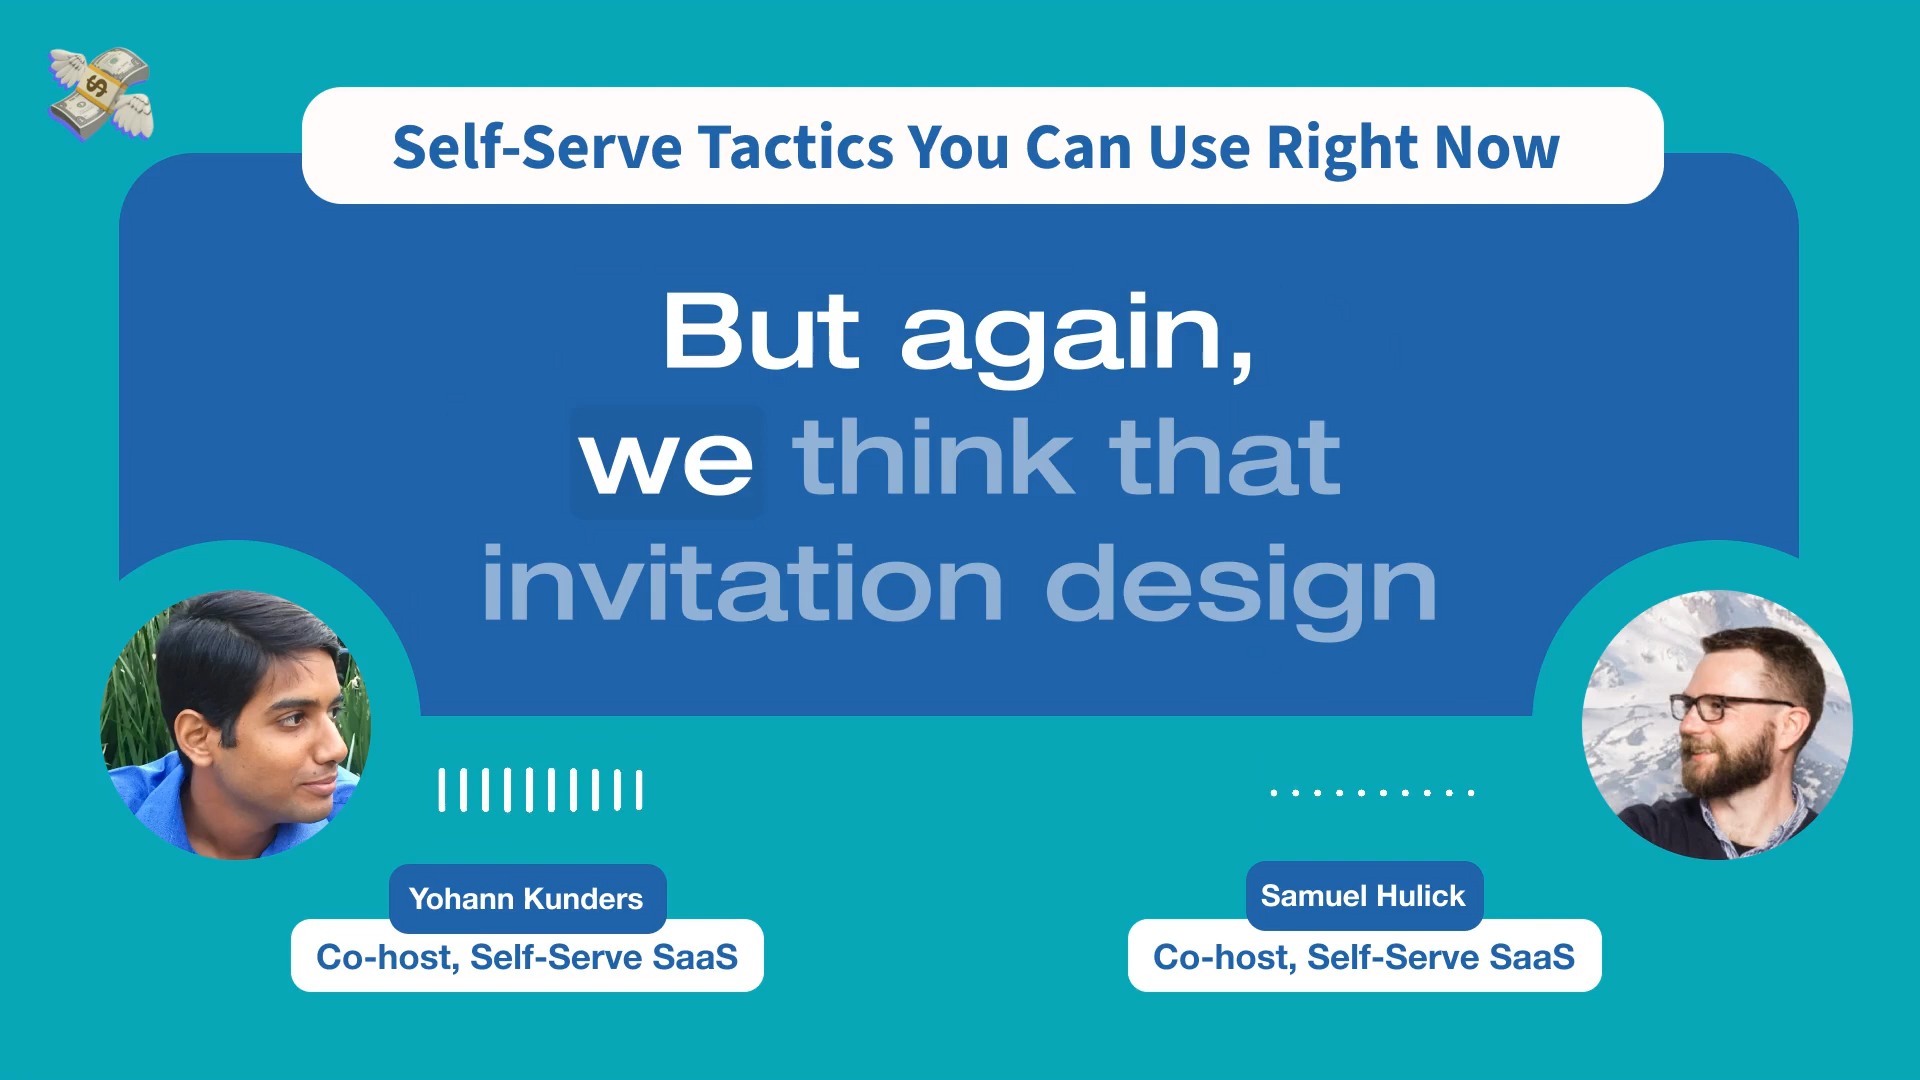 Self-Serve Tactics You Can Use Right Now
But again,
we think that
invitation design
Yohann Kunders
Co-host, Self-Serve SaaS
Samuel Hulick
Co-host, Self-Serve SaaS